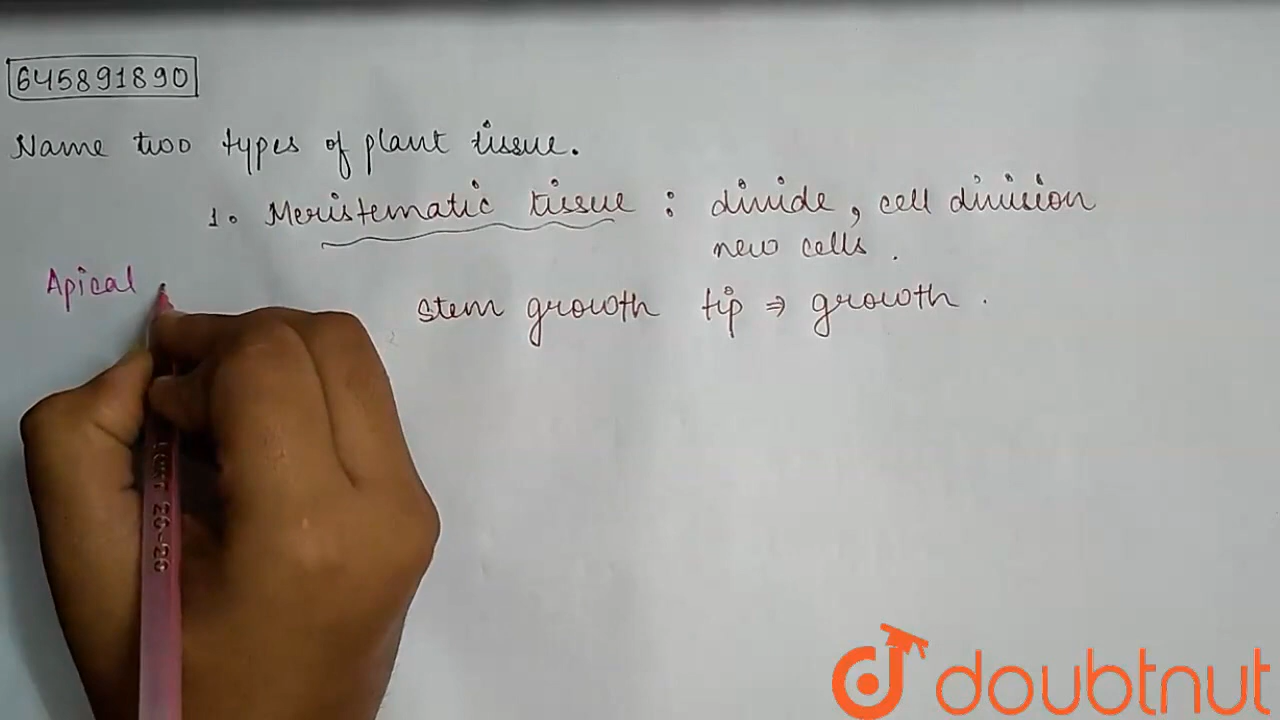 645891890
Name two types of plant tissue.
1. Meristematic tissue : divide, cell division
new cells.
Apical
stem growth tip ⇒ growth.
doubtnut